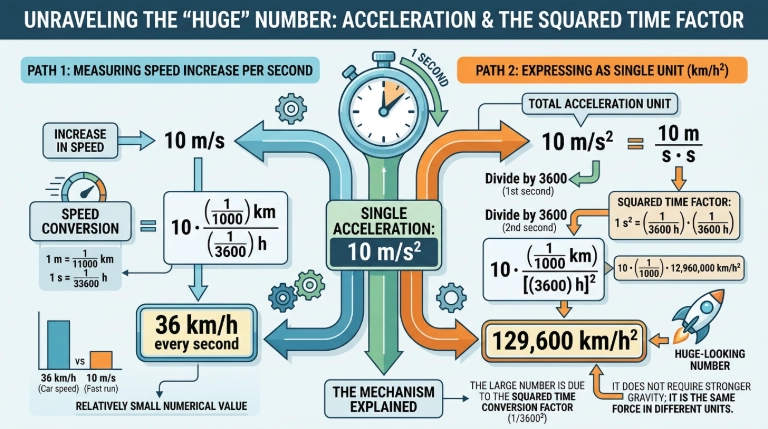 UNRAVELING THE “HUGE” NUMBER: ACCELERATION & THE SQUARED TIME FACTOR
PATH 1: MEASURING SPEED INCREASE PER SECOND
INCREASE
IN SPEED
10 m/s
SPEED
CONVERSION
= 10 · (1/1000) km / (1/3600) h
1 m = 1/11000 km
1 s = 1/33600 h
36 km/h
every second
36 km/h
(Car speed)
vs
10 m/s
(Fast run)
RELATIVELY SMALL NUMERICAL VALUE
1 SECOND
SINGLE
ACCELERATION:
10 m/s²
THE MECHANISM
EXPLAINED
THE LARGE NUMBER IS DUE
TO THE SQUARED TIME
CONVERSION FACTOR
(1/3600²)
PATH 2: EXPRESSING AS SINGLE UNIT (km/h²)
TOTAL ACCELERATION UNIT
10 m/s² = 10 m / s · s
Divide by 3600
(1st second)
Divide by 3600
(2nd second)
SQUARED TIME FACTOR:
1 s² = (1/3600 h) · (1/3600 h)
10 · (1/1000 km) / [(3600) h]²
10 · (1/1000) · 12,960,000 km/h²
129,600 km/h²
HUGE-LOOKING
NUMBER
IT DOES NOT REQUIRE STRONGER
GRAVITY; IT IS THE SAME
FORCE IN DIFFERENT UNITS.